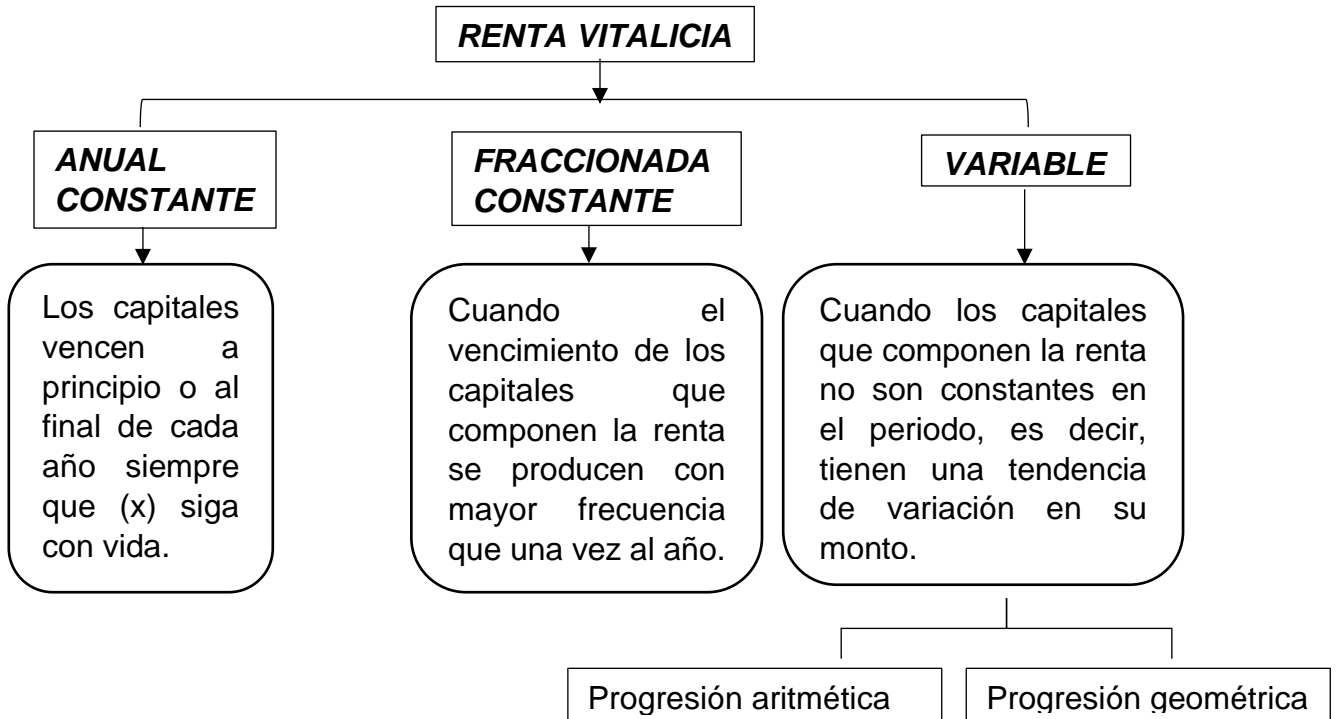 RENTA VITALICIA
ANUAL
CONSTANTE
FRACCIONADA
CONSTANTE
VARIABLE
Los capitales
vencen a
principio o al
final de cada
año siempre
que (x) siga
con vida.
Cuando el
vencimiento de los
capitales que
componen la renta
se producen con
mayor frecuencia
que una vez al año.
Cuando los capitales
que componen la renta
no son constantes en
el periodo, es decir,
tienen una tendencia
de variación en su
monto.
Progresión aritmética
Progresión geométrica